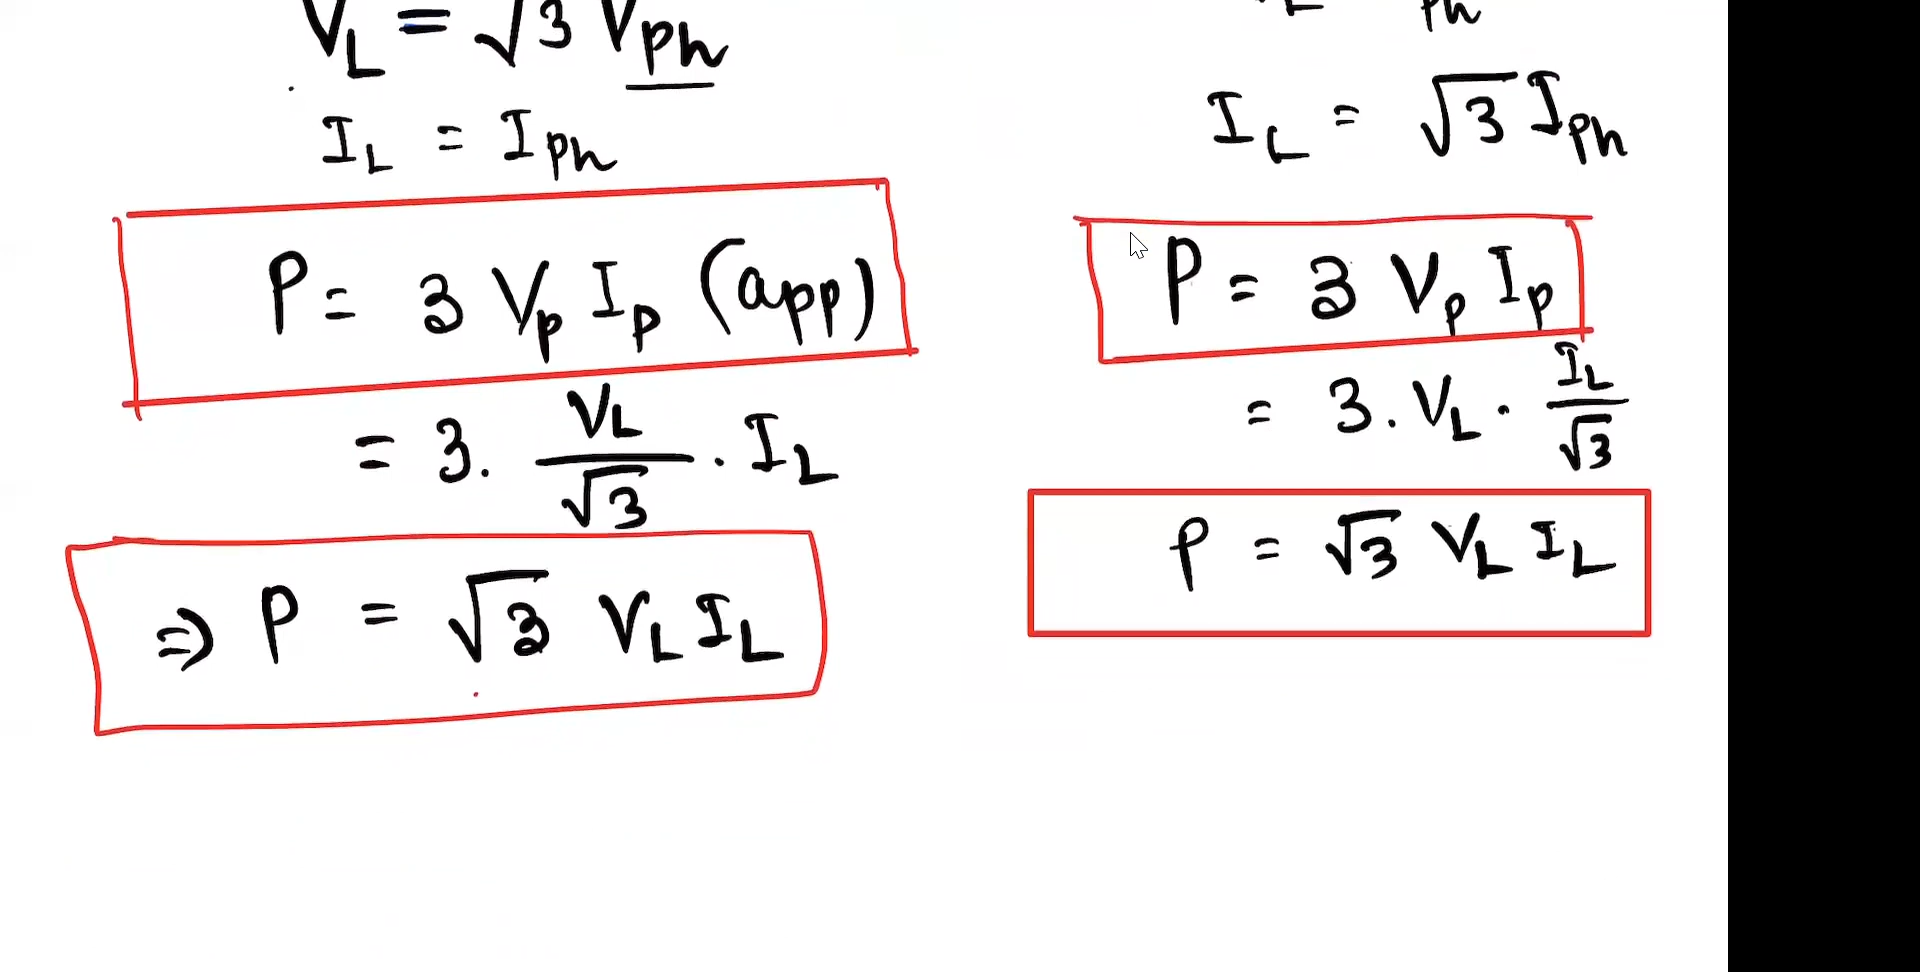 V_L = √3 V_ph
I_L = I_ph
P = 3 V_p I_p (app)
= 3. V_L/√3 . I_L
⇒ P = √3 V_L I_L
ph
I_L = √3 I_ph
P = 3 V_p I_p
= 3. V_L . I_L/√3
P = √3 V_L I_L